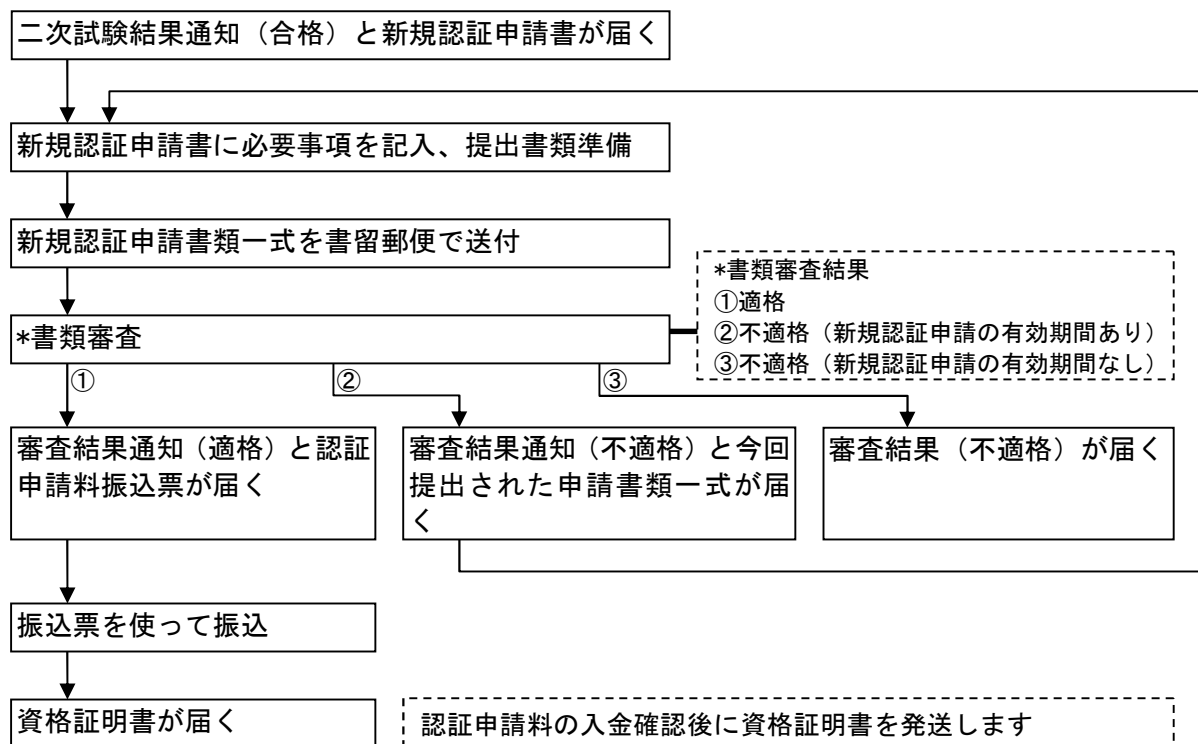 二次試験結果通知（合格）と新規認証申請書が届く
新規認証申請書に必要事項を記入、提出書類準備
新規認証申請書類一式を書留郵便で送付
*書類審査結果
①適格
②不適格（新規認証申請の有効期間あり）
③不適格（新規認証申請の有効期間なし）
*書類審査
①
②
③
審査結果通知（適格）と認証
申請料振込票が届く
審査結果通知（不適格）と今回
提出された申請書類一式が届
く
審査結果（不適格）が届く
振込票を使って振込
資格証明書が届く
認証申請料の入金確認後に資格証明書を発送します